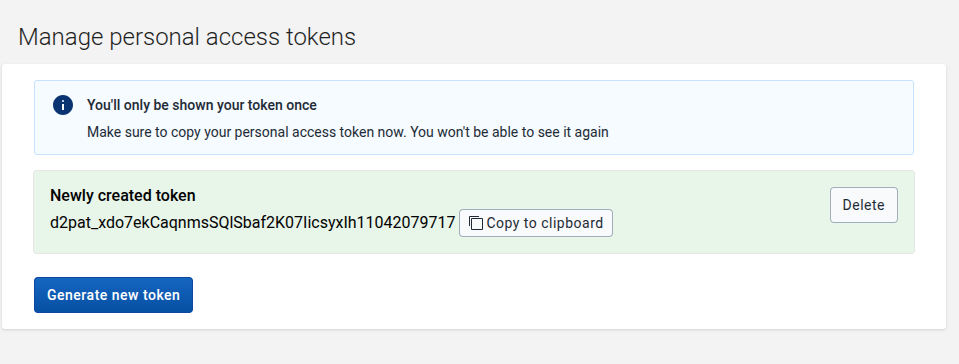 Manage personal access tokens
You'll only be shown your token once
Make sure to copy your personal access token now. You won't be able to see it again
Newly created token
Copy to clipboard
Delete
Generate new token